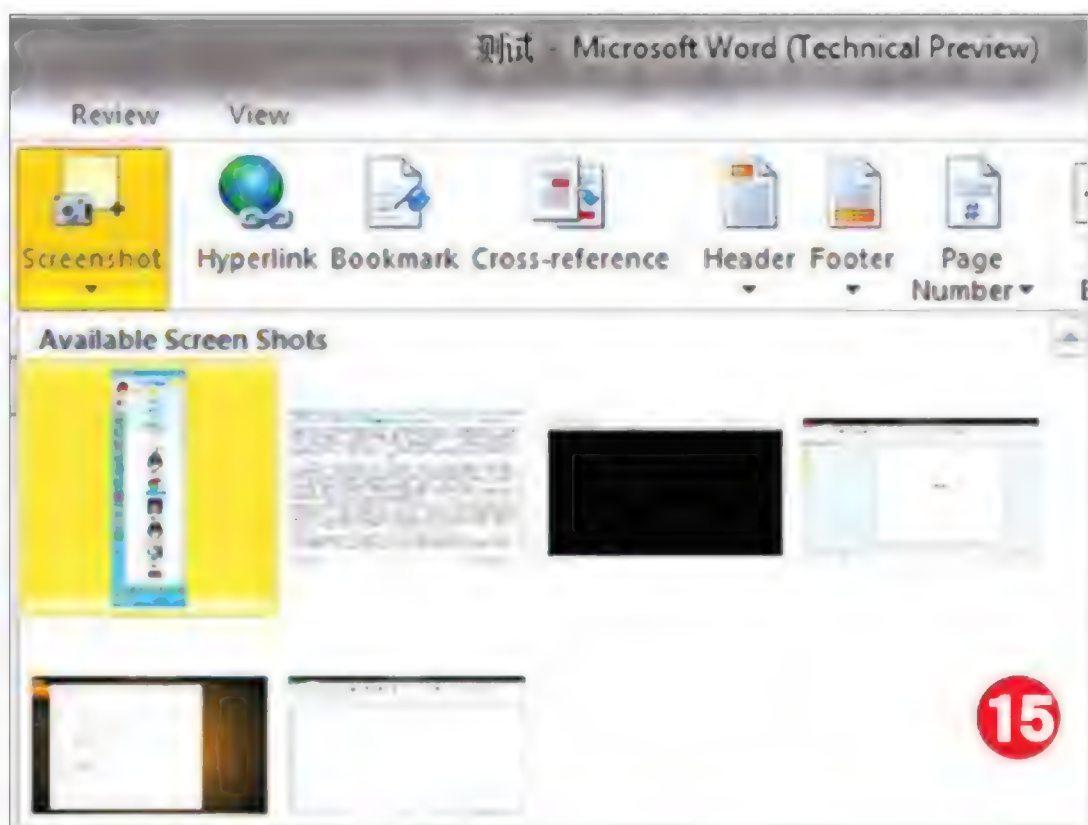 测试 - Microsoft Word (Technical Preview)
Review View
Screenshot Hyperlink Bookmark Cross-reference Header Footer Page Number
Available Screen Shots
15